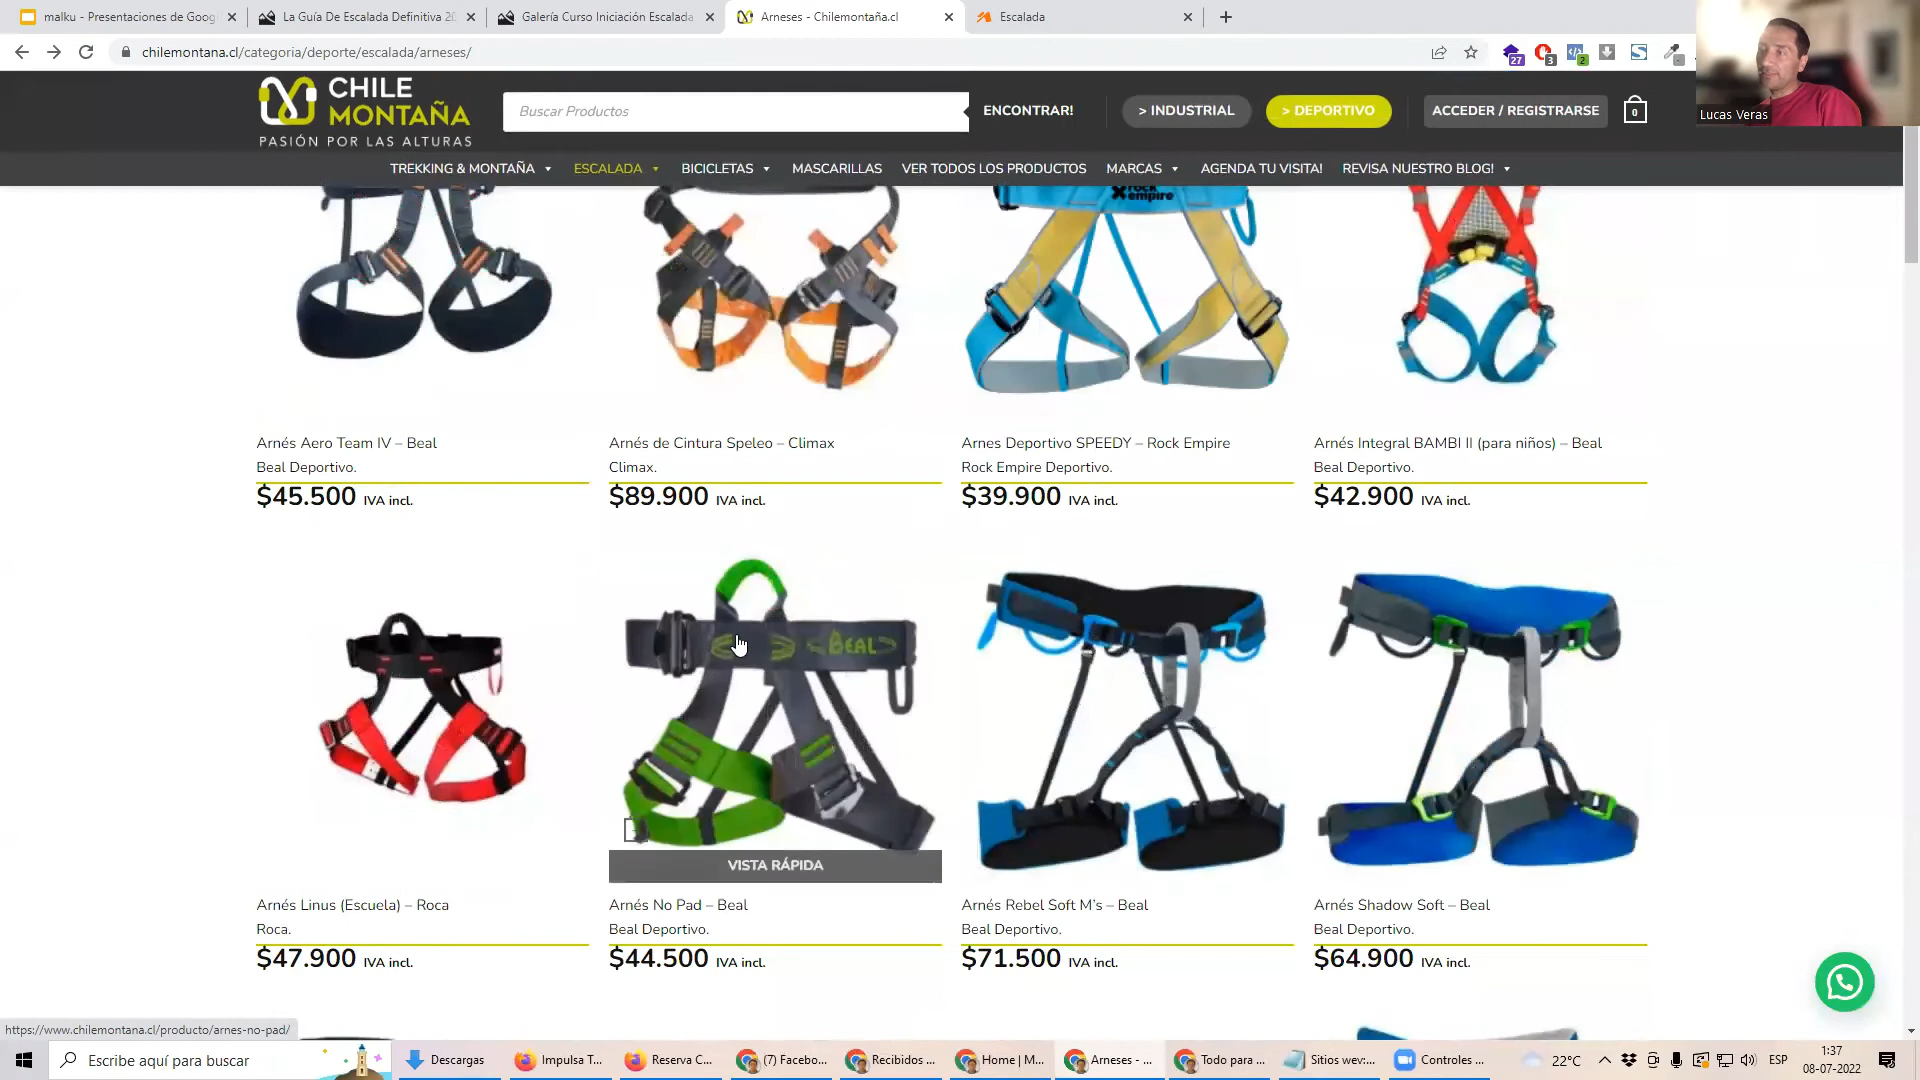 malku - Presentaciones de Goog
La Guía De Escalada Definitiva 20
Galería Curso Iniciación Escalada
Arneses - Chilemontaña.cl
Escalada
chilemontana.cl/categoria/deporte/escalada/arneses/
27
3
2
Lucas Veras
CHILE
MONTAÑA
PASIÓN POR LAS ALTURAS
Buscar Productos
ENCONTRAR!
> INDUSTRIAL
> DEPORTIVO
ACCEDER / REGISTRARSE
0
TREKKING & MONTAÑA
ESCALADA
BICICLETAS
MASCARILLAS
VER TODOS LOS PRODUCTOS
MARCAS
AGENDA TU VISITA!
REVISA NUESTRO BLOG!
rock
empire
Arnés Aero Team IV – Beal
Beal Deportivo.
$45.500 IVA incl.
Arnés de Cintura Speleo – Climax
Climax.
$89.900 IVA incl.
Arnes Deportivo SPEEDY – Rock Empire
Rock Empire Deportivo.
$39.900 IVA incl.
Arnés Integral BAMBI II (para niños) – Beal
Beal Deportivo.
$42.900 IVA incl.
BEAL
VISTA RÁPIDA
Arnés Linus (Escuela) – Roca
Roca.
$47.900 IVA incl.
Arnés No Pad – Beal
Beal Deportivo.
$44.500 IVA incl.
Arnés Rebel Soft M's – Beal
Beal Deportivo.
$71.500 IVA incl.
Arnés Shadow Soft – Beal
Beal Deportivo.
$64.900 IVA incl.
https://www.chilemontana.cl/producto/arnes-no-pad/
Escribe aquí para buscar
Descargas
Impulsa T...
Reserva C...
(7) Facebo...
Recibidos ...
Home | M...
Arneses - ...
Todo para ...
Sitios wev:...
Controles ...
22°C
ESP
1:37
08-07-2022